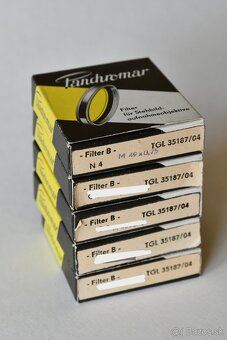 Pandromar
Filter
für Stehbild-
aufnahmeobjektive
- Filter B - TGL 35187/04
N 4 M 49 x 0,75
- Filter B - TGL 35187/04
- Filter B - TGL 35187/04
- Filter B - TGL 35187/04
- Filter B - TGL 35187/04